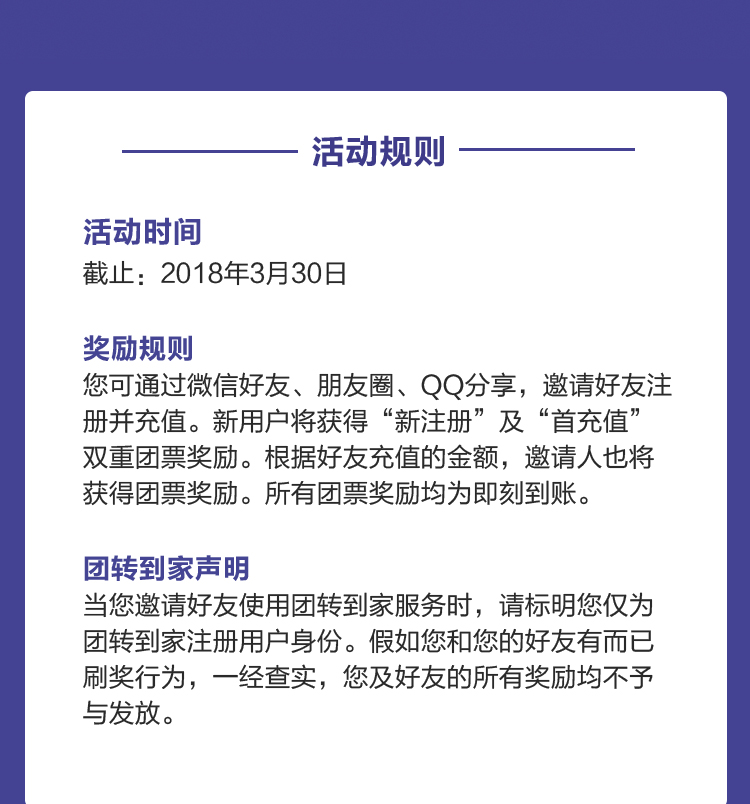 活动规则
活动时间
截止：2018年3月30日
奖励规则
您可通过微信好友、朋友圈、QQ分享，邀请好友注
册并充值。新用户将获得“新注册”及“首充值”
双重团票奖励。根据好友充值的金额，邀请人也将
获得团票奖励。所有团票奖励均为即刻到账。
团转到家声明
当您邀请好友使用团转到家服务时，请标明您仅为
团转到家注册用户身份。假如您和您的好友有而已
刷奖行为，一经查实，您及好友的所有奖励均不予
与发放。